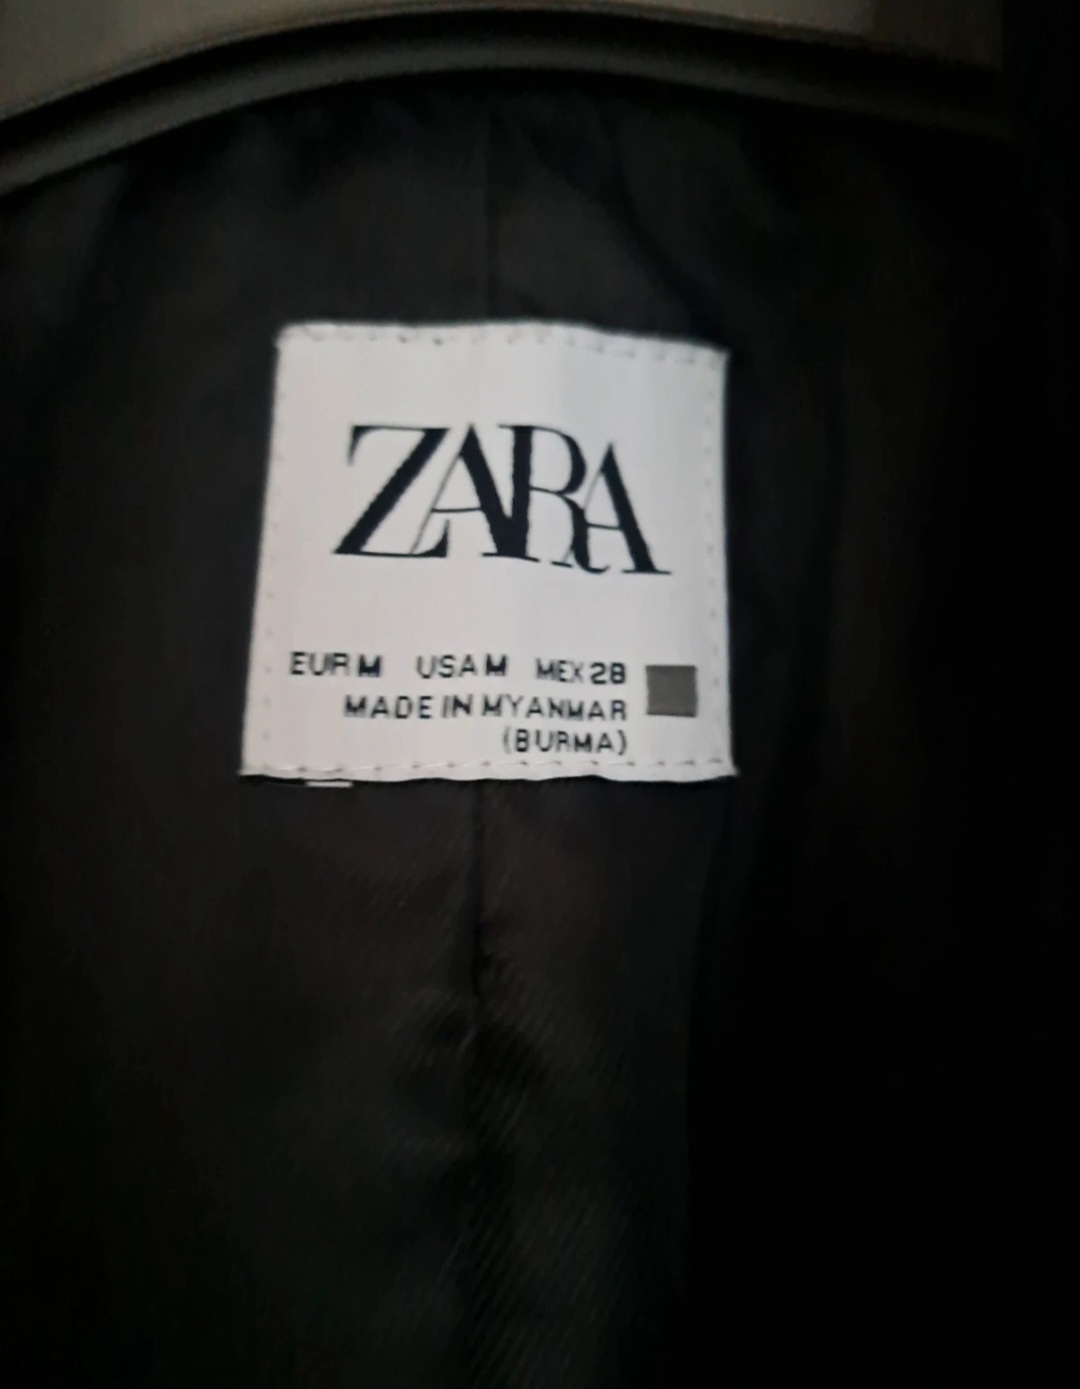 ZARA
EUR M USA M MEX 28
MADE IN MYANMAR
(BURMA)